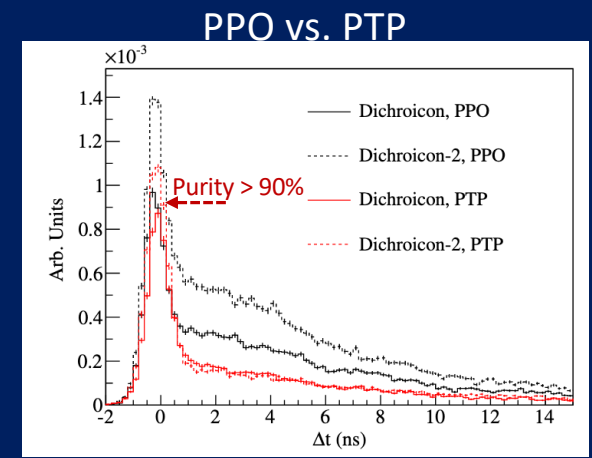 PPO vs. PTP
×10-3
1.4
1.2
1
0.8
0.6
0.4
0.2
0
Arb. Units
Dichroicon, PPO
Dichroicon-2, PPO
Purity > 90%
Dichroicon, PTP
Dichroicon-2, PTP
-2 0 2 4 6 8 10 12 14
Δt (ns)